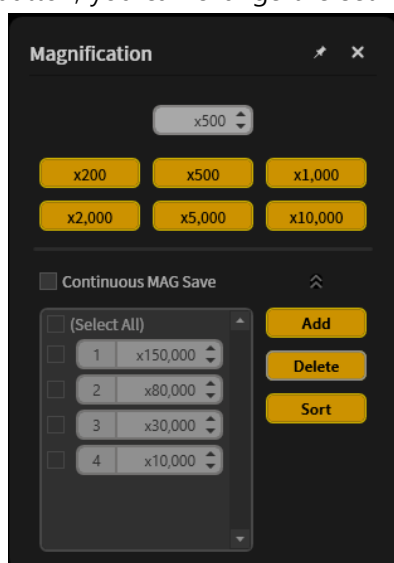 Magnification
x500
x200 x500 x1,000
x2,000 x5,000 x10,000
Continuous MAG Save
(Select All)
Add
1 x150,000
Delete
2 x80,000
Sort
3 x30,000
4 x10,000